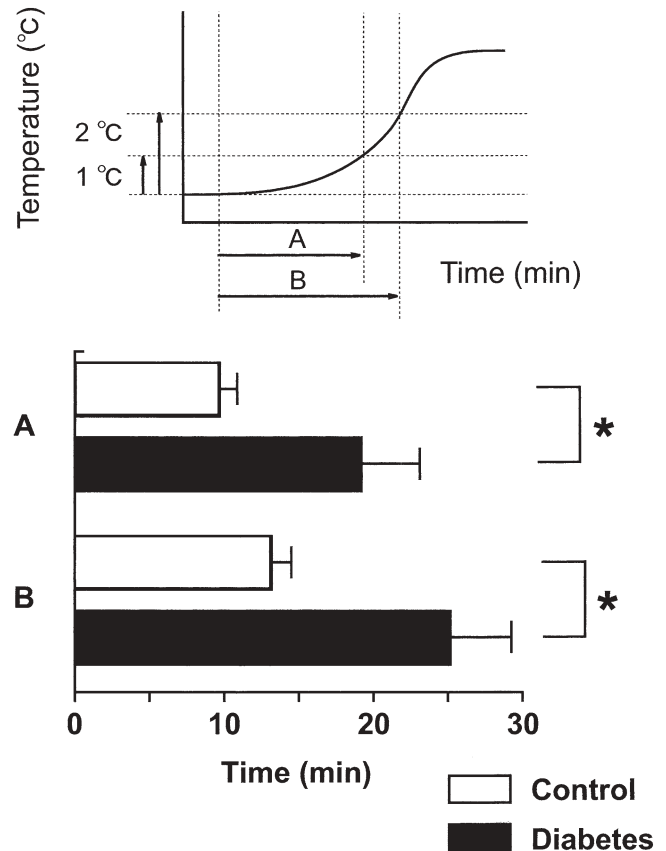 Temperature (°C)
2 °C
1 °C
A
B
Time (min)
A
*
B
*
0 10 20 30
Time (min)
Control
Diabetes